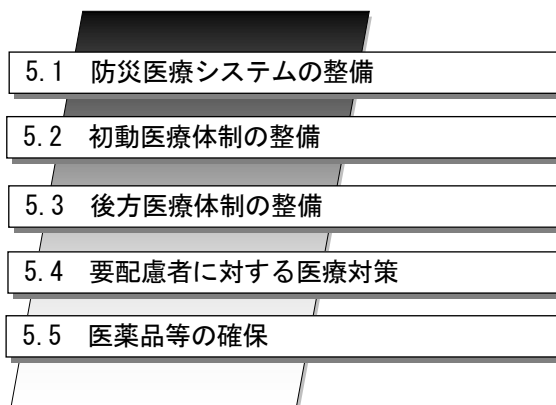 5.1 防災医療システムの整備
5.2 初動医療体制の整備
5.3 後方医療体制の整備
5.4 要配慮者に対する医療対策
5.5 医薬品等の確保